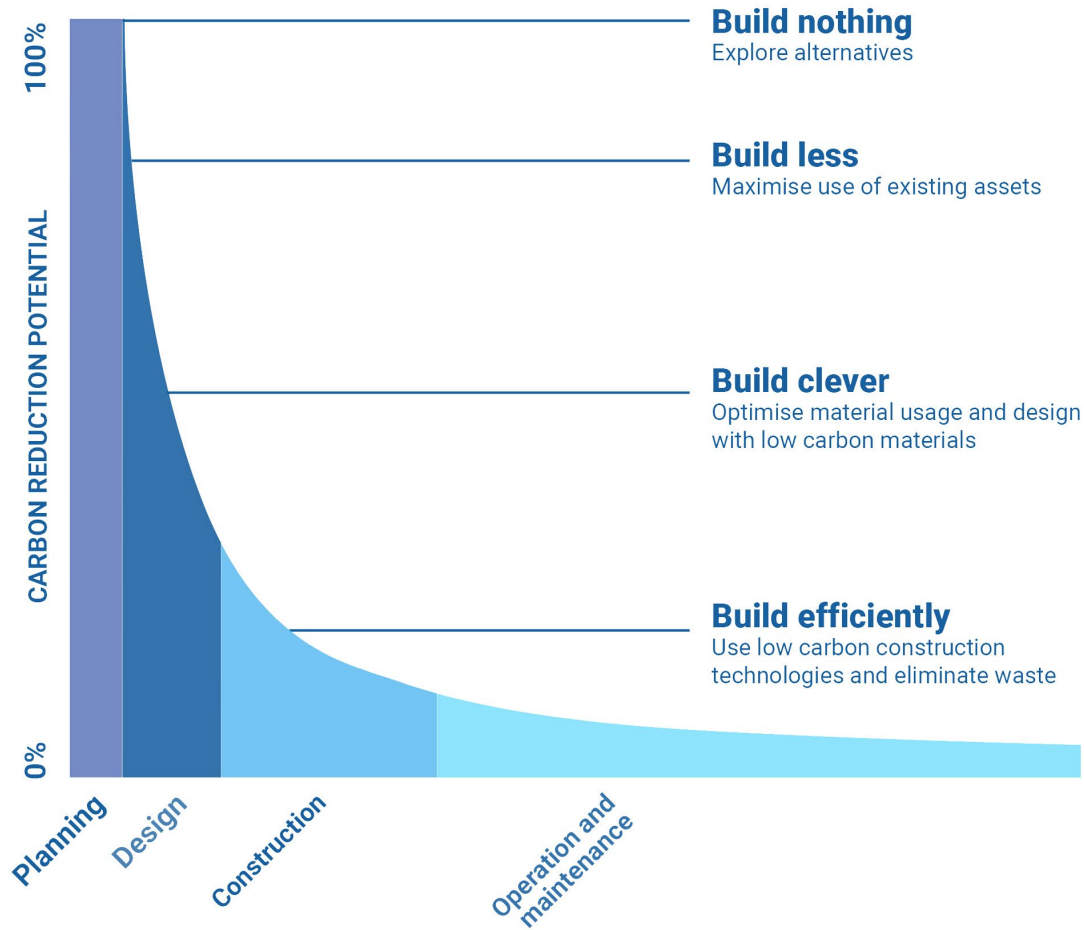 100%
CARBON REDUCTION POTENTIAL
0%
Build nothing
Explore alternatives
Build less
Maximise use of existing assets
Build clever
Optimise material usage and design
with low carbon materials
Build efficiently
Use low carbon construction
technologies and eliminate waste
Planning
Design
Construction
Operation and
maintenance